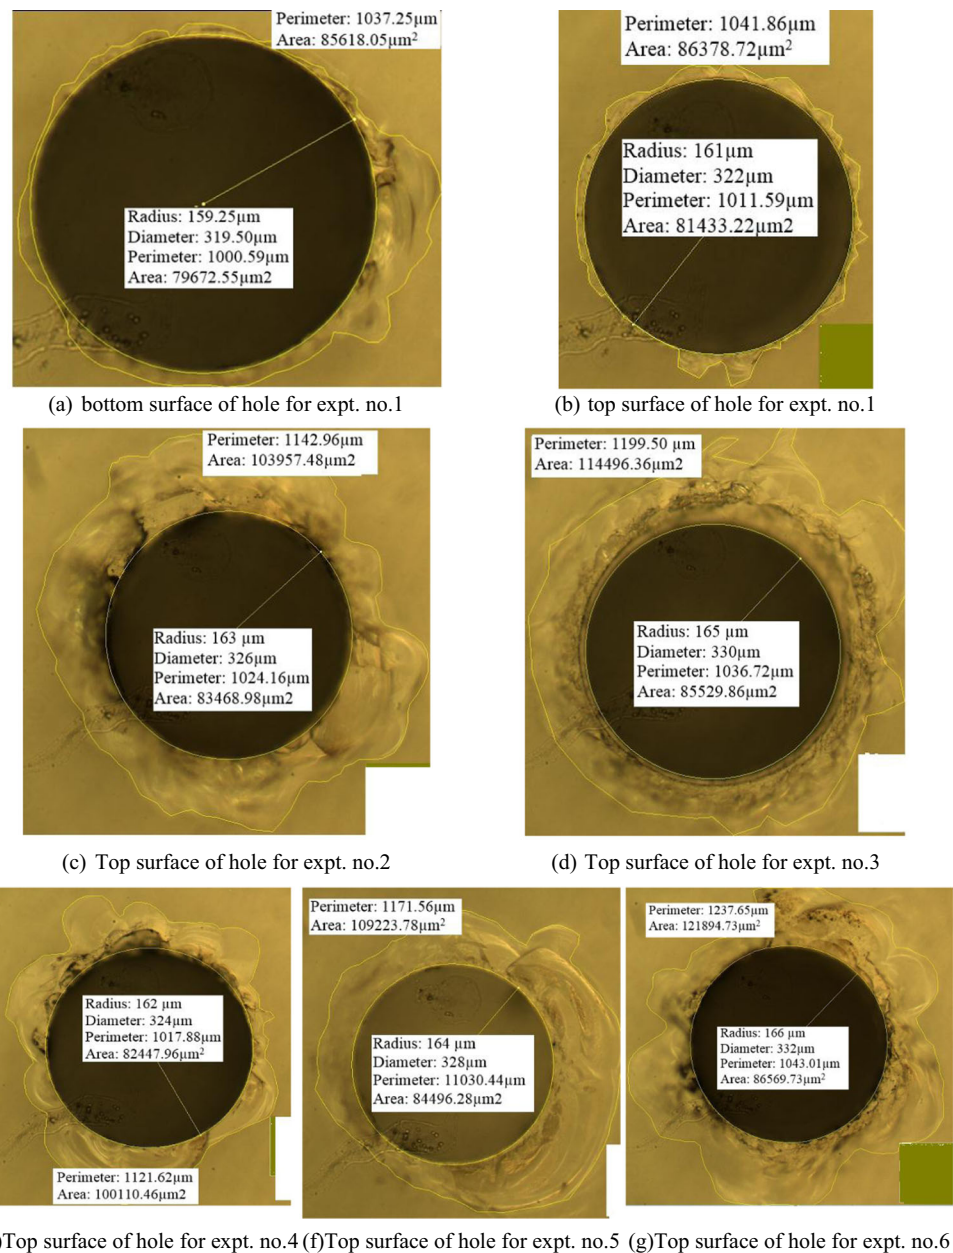 Perimeter: 1037.25µm
Area: 85618.05µm²
Radius: 159.25µm
Diameter: 319.50µm
Perimeter: 1000.59µm
Area: 79672.55µm2
Perimeter: 1041.86µm
Area: 86378.72µm²
Radius: 161µm
Diameter: 322µm
Perimeter: 1011.59µm
Area: 81433.22µm2
(a) bottom surface of hole for expt. no.1
(b) top surface of hole for expt. no.1
Perimeter: 1142.96µm
Area: 103957.48µm2
Radius: 163 µm
Diameter: 326µm
Perimeter: 1024.16µm
Area: 83468.98µm2
Perimeter: 1199.50 µm
Area: 114496.36µm2
Radius: 165 µm
Diameter: 330µm
Perimeter: 1036.72µm
Area: 85529.86µm2
(c) Top surface of hole for expt. no.2
(d) Top surface of hole for expt. no.3
Radius: 162 µm
Diameter: 324µm
Perimeter: 1017.88µm
Area: 82447.96µm²
Perimeter: 1121.62µm
Area: 100110.46µm2
Perimeter: 1171.56µm
Area: 109223.78µm²
Radius: 164 µm
Diameter: 328µm
Perimeter: 11030.44µm
Area: 84496.28µm2
Perimeter: 1237.65µm
Area: 121894.73µm²
Radius: 166 µm
Diameter: 332µm
Perimeter: 1043.01µm
Area: 86569.73µm²
)Top surface of hole for expt. no.4
(f)Top surface of hole for expt. no.5
(g)Top surface of hole for expt. no.6